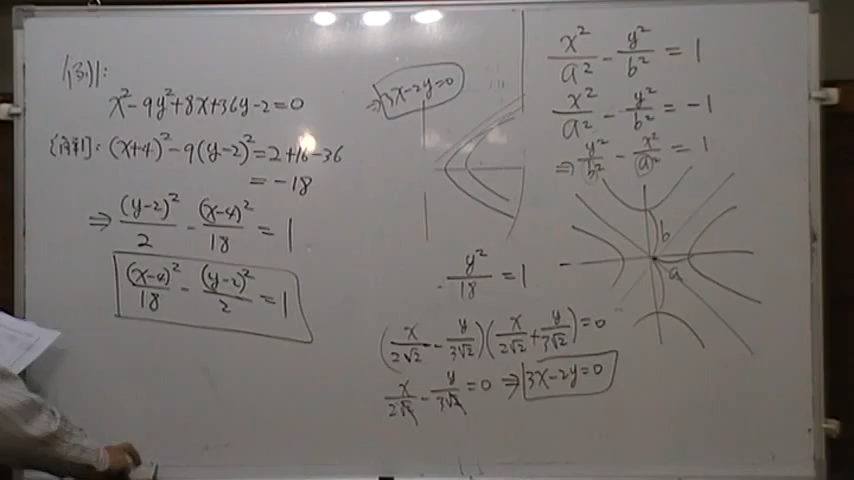 例1:
x²-9y²+8x+36y-2=0
[解]: (x+4)²-9(y-2)²=2+16-36
=-18
⇒ (y-2)²/2 - (x-4)²/18 = 1
(x-4)²/18 - (y-2)²/2 = 1
⇒ 3x-2y=0
y²/18 = 1
(x/2√2 - y/3√2)(x/2√2 + y/3√2)=0
x/2√2 - y/3√2 = 0 ⇒ 3x-2y=0
x²/a² - y²/b² = 1
x²/a² - y²/b² = -1
⇒ y²/b² - x²/a² = 1
b
a